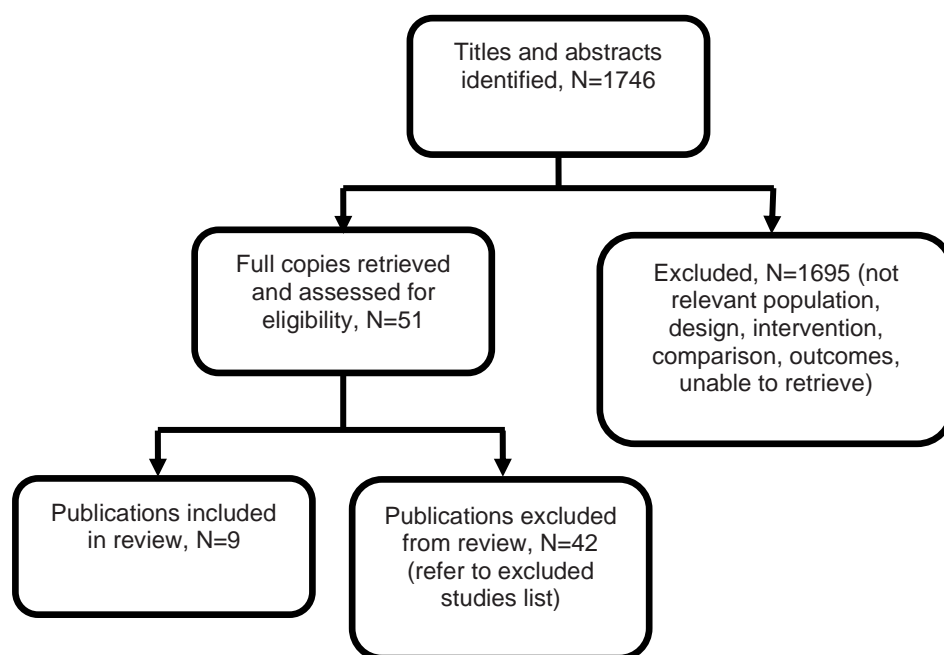 Titles and abstracts
identified, N=1746
Full copies retrieved
and assessed for
eligibility, N=51
Excluded, N=1695 (not
relevant population,
design, intervention,
comparison, outcomes,
unable to retrieve)
Publications included
in review, N=9
Publications excluded
from review, N=42
(refer to excluded
studies list)